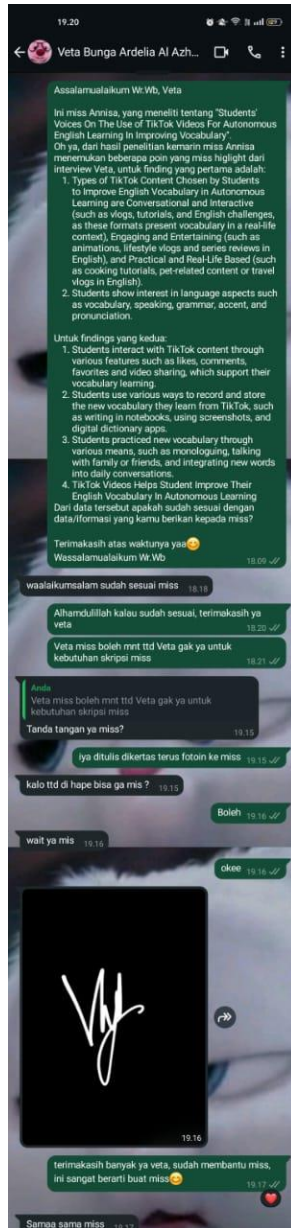 19.20
Veta Bunga Ardelia Al Azh...
Assalamualaikum Wr.Wb, Veta
Ini miss Annisa, yang meneliti tentang "Students'
Voices On The Use of TikTok Videos For Autonomous
English Learning In Improving Vocabulary".
Oh ya, dari hasil penelitian kemarin miss Annisa
menemukan beberapa poin yang miss higlight dari
interview Veta, untuk finding yang pertama adalah:
1. Types of TikTok Content Chosen by Students
to Improve English Vocabulary in Autonomous
Learning are Conversational and Interactive
(such as vlogs, tutorials, and English challenges,
as these formats present vocabulary in a real-life
context), Engaging and Entertaining (such as
animations, lifestyle vlogs and series reviews in
English), and Practical and Real-Life Based (such
as cooking tutorials, pet-related content or travel
vlogs in English).
2. Students show interest in language aspects such
as vocabulary, speaking, grammar, accent, and
pronunciation.
Untuk findings yang kedua:
1. Students interact with TikTok content through
various features such as likes, comments,
favorites and video sharing, which support their
vocabulary learning.
2. Students use various ways to record and store
the new vocabulary they learn from TikTok, such
as writing in notebooks, using screenshots, and
digital dictionary apps.
3. Students practiced new vocabulary through
various means, such as monologuing, talking
with family or friends, and integrating new words
into daily conversations.
4. TikTok Videos Helps Student Improve Their
English Vocabulary In Autonomous Learning
Dari data tersebut apakah sudah sesuai dengan
data/iformasi yang kamu berikan kepada miss?
Terimakasih atas waktunya yaa😊
Wassalamualaikum Wr.Wb
18.09
waalaikumsalam sudah sesuai miss 18.18
Alhamdulillah kalau sudah sesuai, terimakasih ya
veta 18.20
Veta miss boleh mnt ttd Veta gak ya untuk
kebutuhan skripsi miss 18.21
Anda
Veta miss boleh mnt ttd Veta gak ya untuk
kebutuhan skripsi miss
Tanda tangan ya miss? 19.15
iya ditulis dikertas terus fotoin ke miss 19.15
kalo ttd di hape bisa ga mis ? 19.15
Boleh 19.16
wait ya mis 19.16
okee 19.16
19.16
terimakasih banyak ya veta, sudah membantu miss,
ini sangat berarti buat miss😊 19.17
Samaa sama miss 19.17